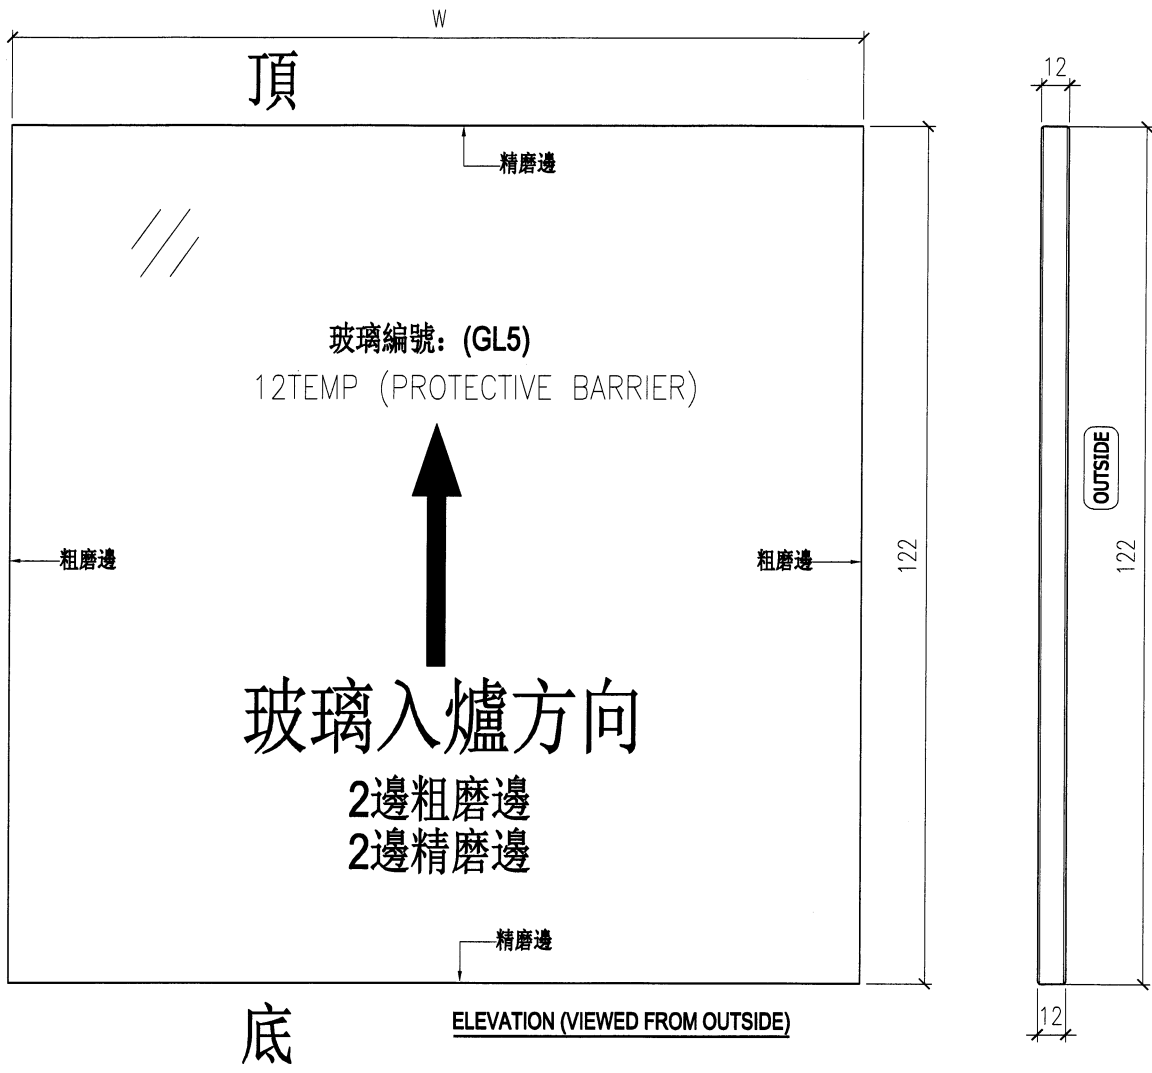 W
頂
12
精磨邊
玻璃編號：(GL5)
12TEMP (PROTECTIVE BARRIER)
OUTSIDE
粗磨邊
粗磨邊
122
122
玻璃入爐方向
2邊粗磨邊
2邊精磨邊
精磨邊
底
ELEVATION (VIEWED FROM OUTSIDE)
12